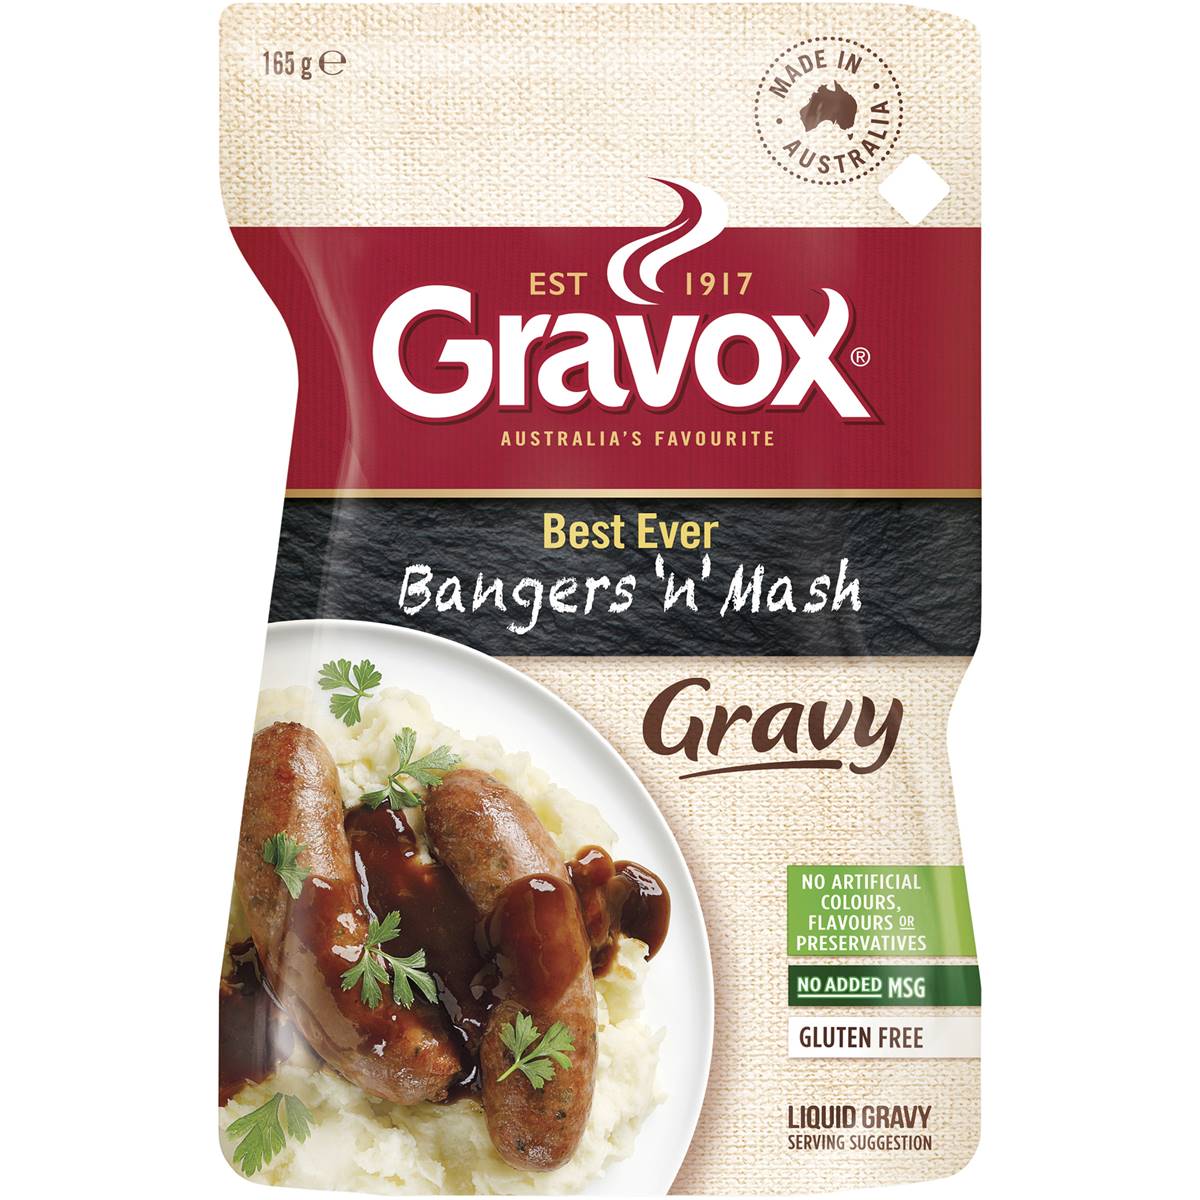 165 g ℮
MADE IN
AUSTRALIA
EST 1917
Gravox®
AUSTRALIA'S FAVOURITE
Best Ever
Bangers 'n' Mash
Gravy
NO ARTIFICIAL
COLOURS,
FLAVOURS OR
PRESERVATIVES
NO ADDED MSG
GLUTEN FREE
LIQUID GRAVY
SERVING SUGGESTION